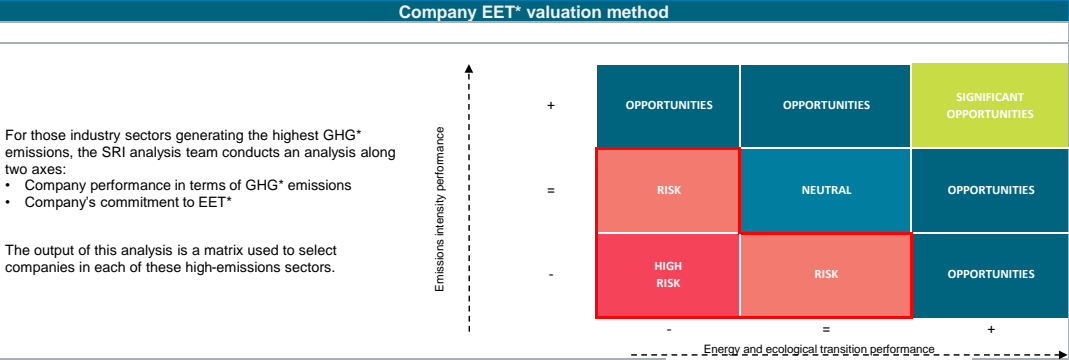 Company EET* valuation method
For those industry sectors generating the highest GHG*
emissions, the SRI analysis team conducts an analysis along
two axes:
• Company performance in terms of GHG* emissions
• Company's commitment to EET*
The output of this analysis is a matrix used to select
companies in each of these high-emissions sectors.
Emissions intensity performance
+
OPPORTUNITIES
OPPORTUNITIES
SIGNIFICANT
OPPORTUNITIES
=
RISK
NEUTRAL
OPPORTUNITIES
-
HIGH
RISK
RISK
OPPORTUNITIES
-
=
+
Energy and ecological transition performance